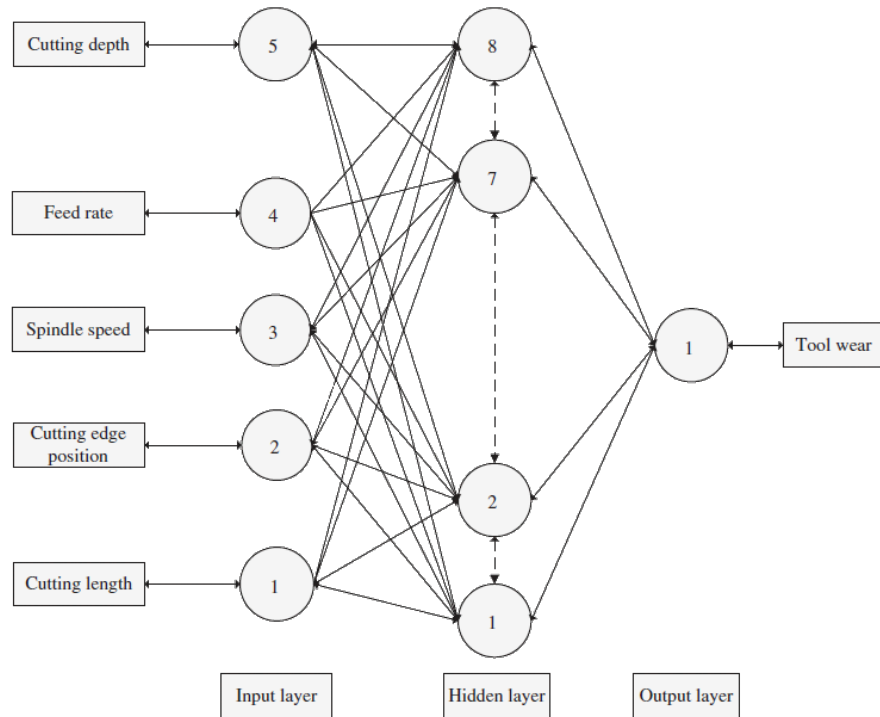 Cutting depth
5
8
7
Feed rate
4
Spindle speed
3
1
Tool wear
Cutting edge
position
2
2
Cutting length
1
1
Input layer
Hidden layer
Output layer